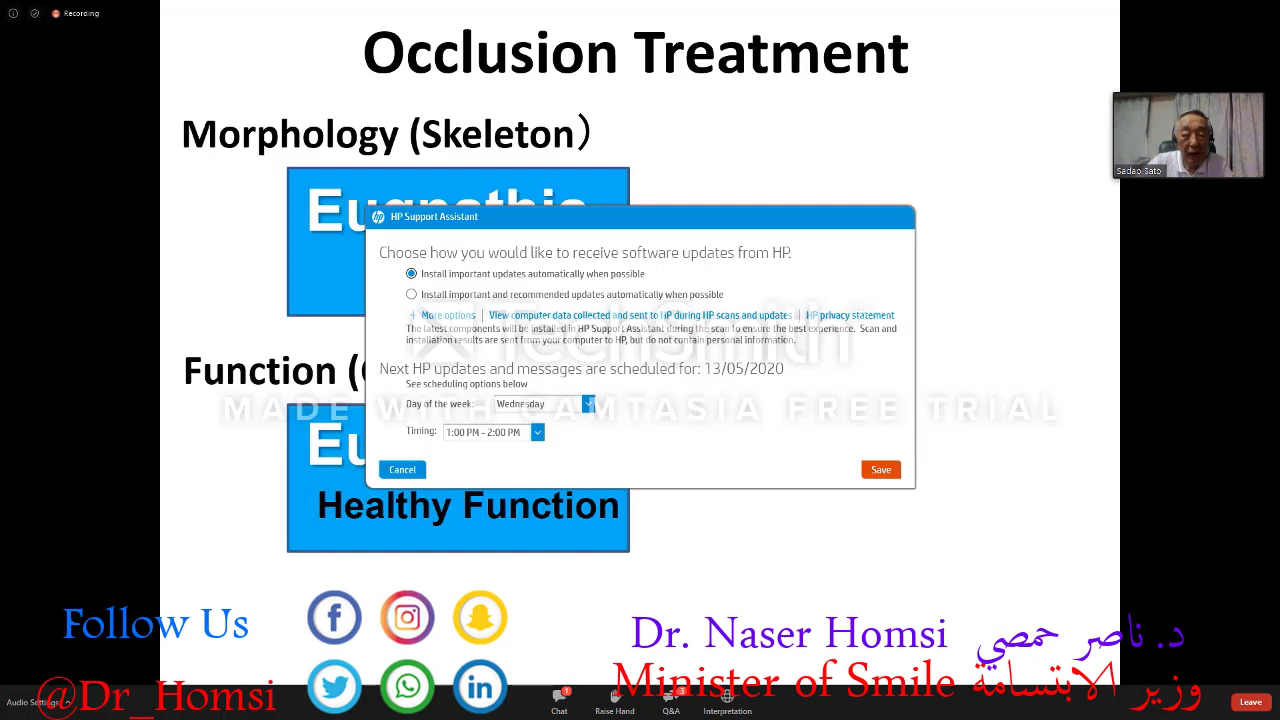 Recording
Occlusion Treatment
Morphology (Skeleton）
Eugnathia
HP Support Assistant
Choose how you would like to receive software updates from HP.
Install important updates automatically when possible
Install important and recommended updates automatically when possible
+ More options | View computer data collected and sent to HP during HP scans and updates | HP privacy statement
The latest components will be installed in HP Support Assistant during the scan to ensure the best experience. Scan and
installation results are sent from your computer to HP, but do not contain personal information.
TechSmith
Function (
Next HP updates and messages are scheduled for: 13/05/2020
See scheduling options below
Day of the week: Wednesday
MADE WITH CAMTASIA FREE TRIAL
Timing: 1:00 PM - 2:00 PM
Eu
Cancel
Save
Healthy Function
Sadao Sato
Follow Us
@Dr_Homsi
Dr. Naser Homsi د. ناصر حمصي
Minister of Smile وزير الابتسامة
Audio Settings
Chat 1
Raise Hand
Q&A 3
Interpretation
Leave